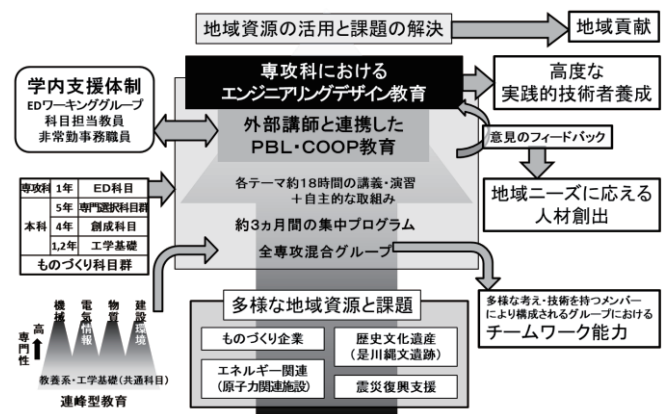 地域資源の活用と課題の解決
地域貢献
学内支援体制
EDワーキンググループ
科目担当教員
非常勤事務職員
専攻科における
エンジニアリングデザイン教育
高度な
実践的技術者養成
外部講師と連携した
PBL・COOP教育
意見のフィードバック
各テーマ約18時間の講義・演習
＋自主的な取組み
約3ヵ月間の集中プログラム
全専攻混合グループ
地域ニーズに応える
人材創出
専攻科 1年 ED科目
本科 5年 専門選択科目群
4年 創成科目
1,2年 工学基礎
ものづくり科目群
多様な考え・技術を持つメンバー
により構成されるグループにおける
チームワーク能力
多様な地域資源と課題
ものづくり企業
歴史文化遺産
(是川縄文遺跡)
エネルギー関連
(原子力関連施設)
震災復興支援
高
専門性
機械
電気情報
物質
建設環境
教養系・工学基礎(共通科目)
連峰型教育